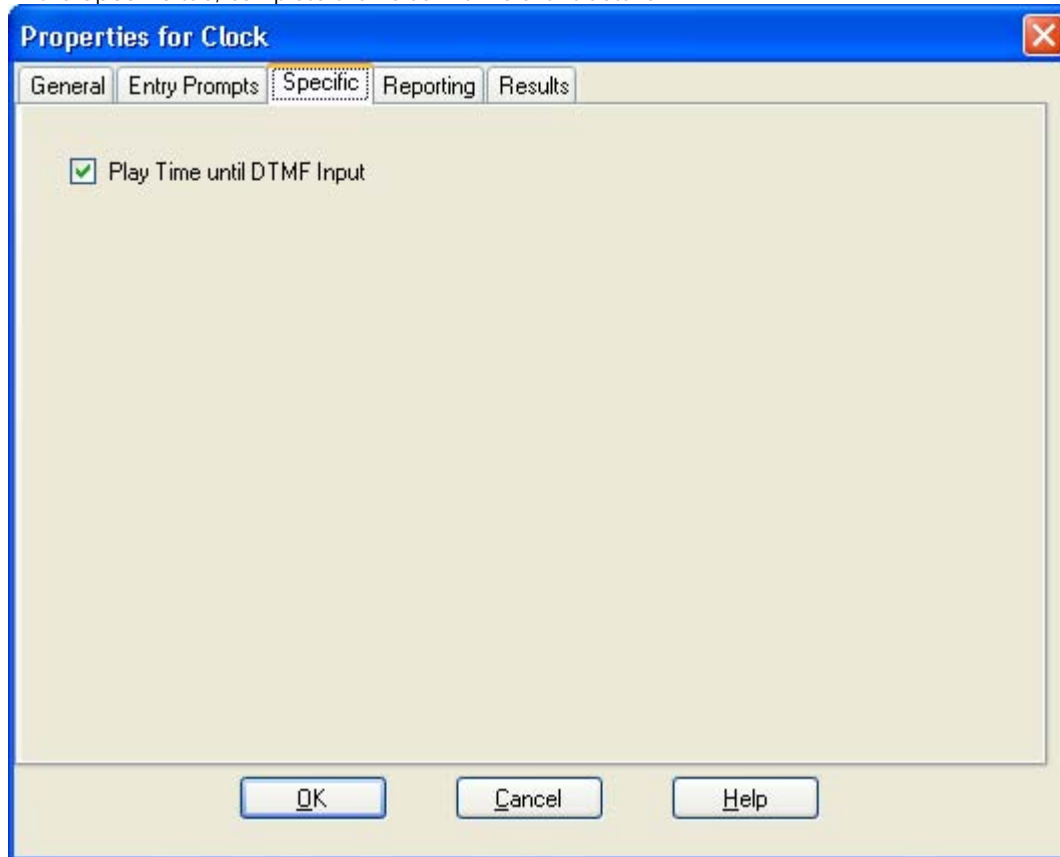 Properties for Clock
General Entry Prompts Specific Reporting Results
Play Time until DTMF Input
OK Cancel Help